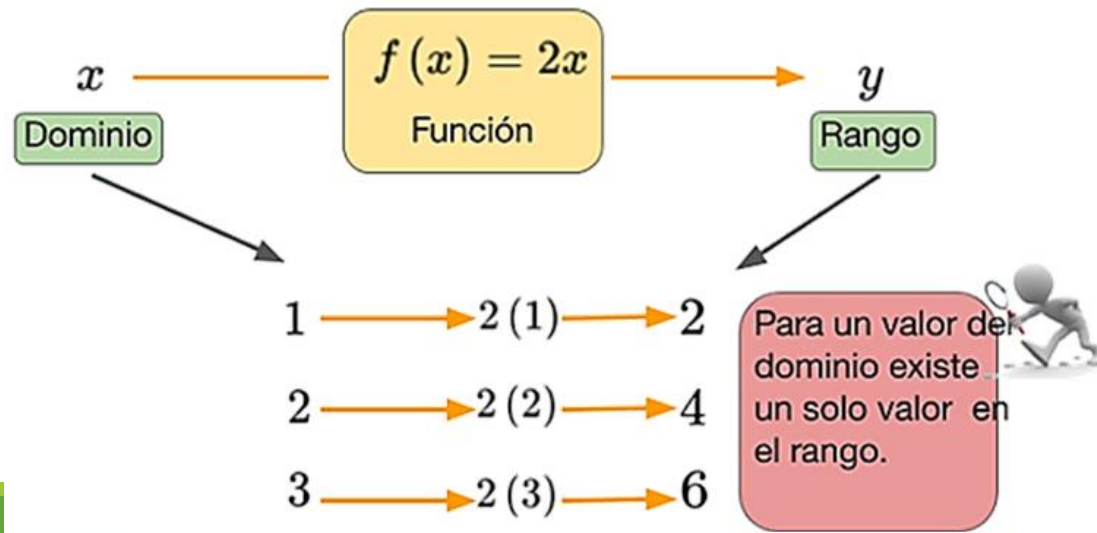 x f (x) = 2x y
Dominio Función Rango
1 2 (1) 2
2 2 (2) 4
3 2 (3) 6
Para un valor del
dominio existe
un solo valor en
el rango.